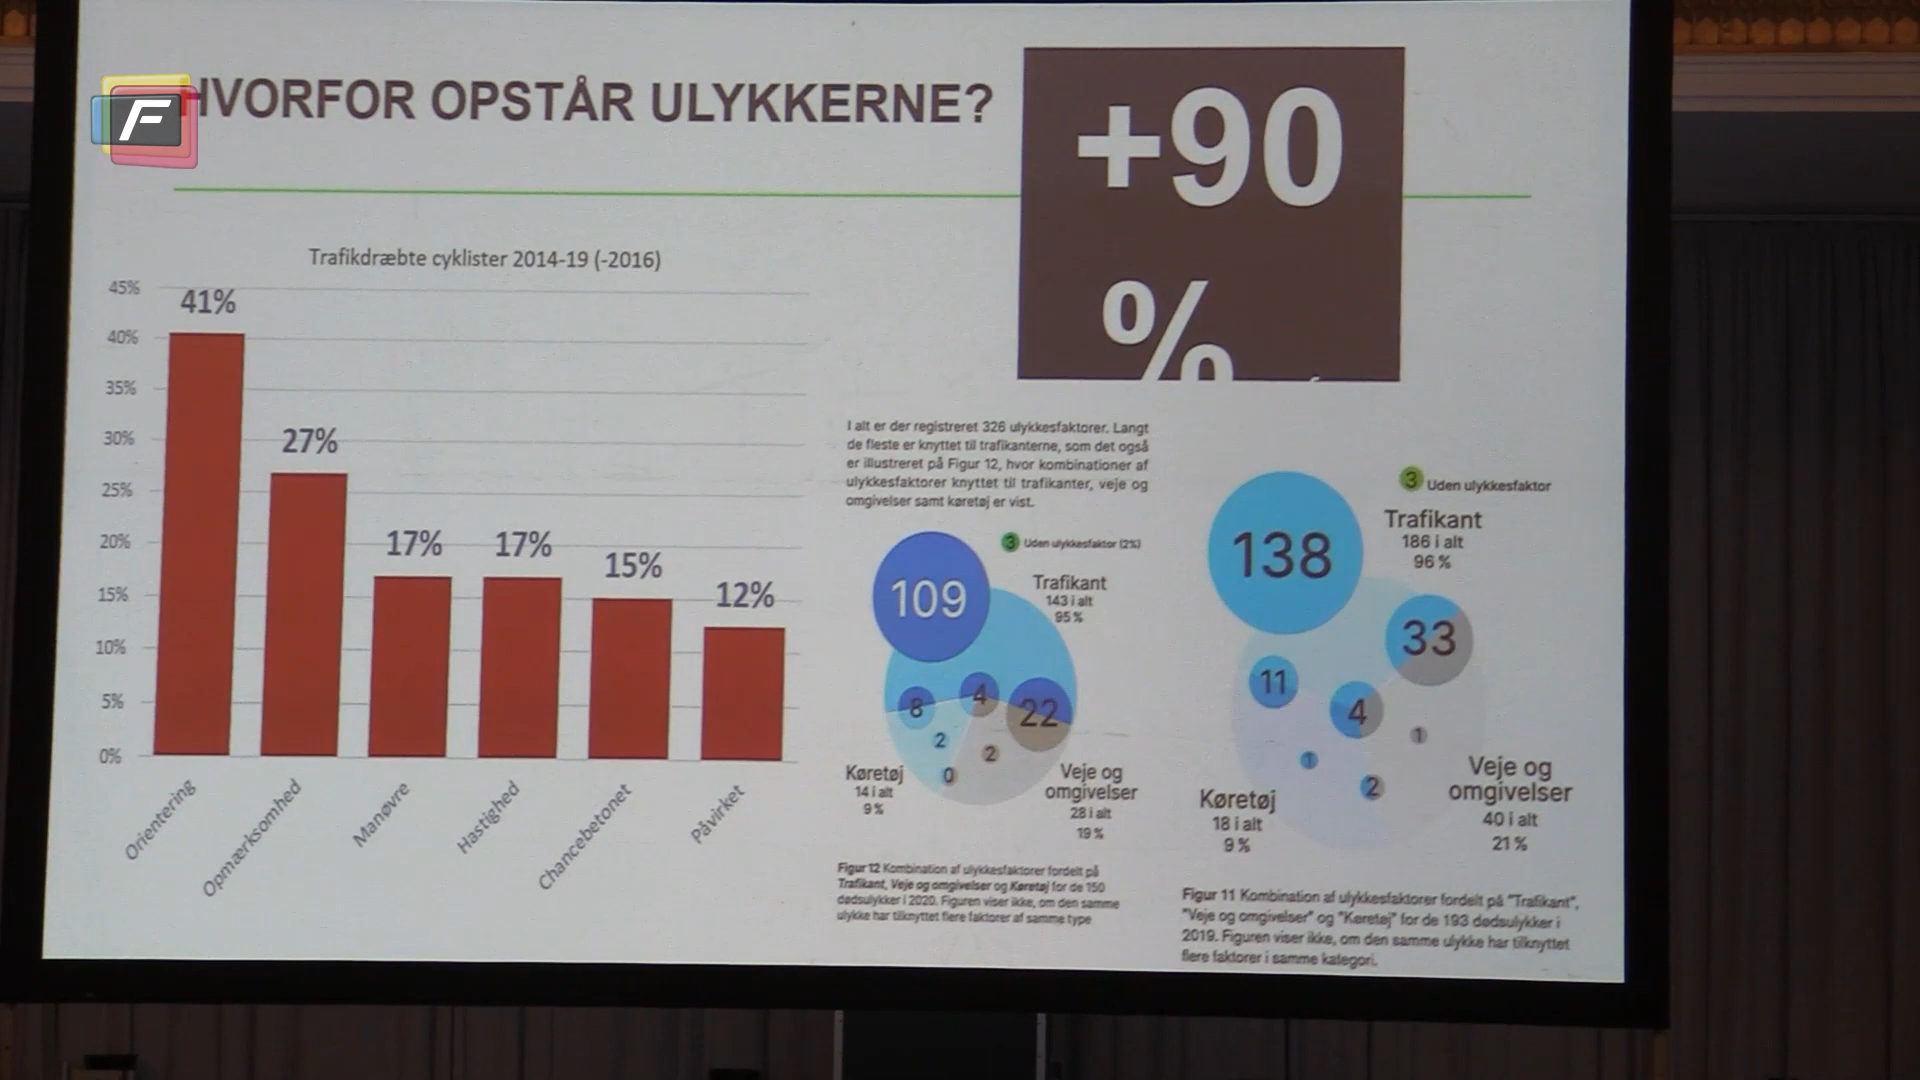 F
HVORFOR OPSTÅR ULYKKERNE?
+90
%
Trafikdræbte cyklister 2014-19 (-2016)
45%
40%
35%
30%
25%
20%
15%
10%
5%
0%
41%
27%
17%
17%
15%
12%
Orientering
Opmærksomhed
Manøvre
Hastighed
Chancebetonet
Påvirket
I alt er der registreret 326 ulykkesfaktorer. Langt
de fleste er knyttet til trafikanterne, som det også
er illustreret på Figur 12, hvor kombinationer af
ulykkesfaktorer knyttet til trafikanter, veje og
omgivelser samt køretøj er vist.
3 Uden ulykkesfaktor (2%)
109
Trafikant
143 i alt
95 %
8
4
22
2
2
0
Køretøj
14 i alt
9 %
Veje og
omgivelser
28 i alt
19 %
Figur 12 Kombination af ulykkesfaktorer fordelt på
Trafikant, Veje og omgivelser og Køretøj for de 150
dødsulykker i 2020. Figuren viser ikke, om den samme
ulykke har tilknyttet flere faktorer af samme type
3 Uden ulykkesfaktor
138
Trafikant
186 i alt
96 %
33
11
4
1
1
2
Køretøj
18 i alt
9 %
Veje og
omgivelser
40 i alt
21 %
Figur 11 Kombination af ulykkesfaktorer fordelt på "Trafikant",
"Veje og omgivelser" og "Køretøj" for de 193 dødsulykker i
2019. Figuren viser ikke, om den samme ulykke har tilknyttet
flere faktorer i samme kategori.